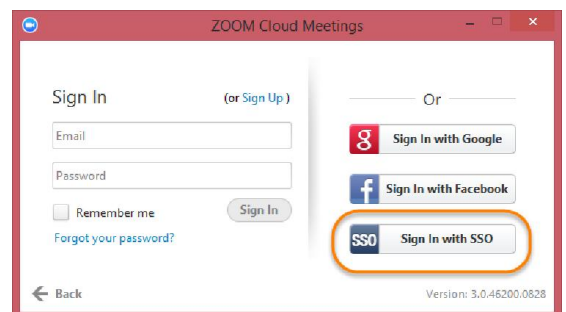 ZOOM Cloud Meetings
Sign In (or Sign Up )
Email
Password
Remember me
Sign In
Forgot your password?
Or
g Sign In with Google
f Sign In with Facebook
SSO Sign In with SSO
Back
Version: 3.0.46200.0828